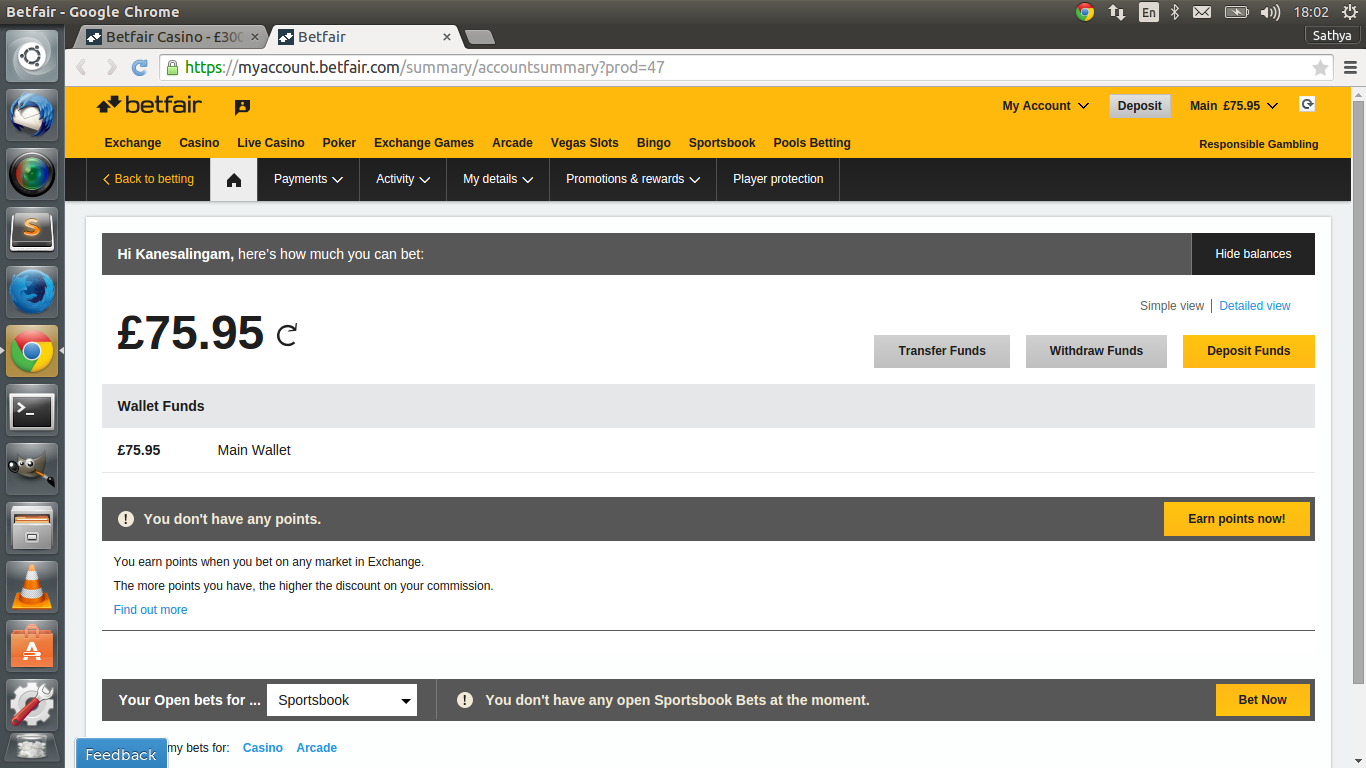 Betfair - Google Chrome
En
18:02
Sathya
Betfair Casino - £300
Betfair
https://myaccount.betfair.com/summary/accountsummary?prod=47
betfair
My Account
Deposit
Main £75.95
Exchange Casino Live Casino Poker Exchange Games Arcade Vegas Slots Bingo Sportsbook Pools Betting
Responsible Gambling
Back to betting
Payments
Activity
My details
Promotions & rewards
Player protection
Hi Kanesalingam, here's how much you can bet:
Hide balances
£75.95
Simple view | Detailed view
Transfer Funds
Withdraw Funds
Deposit Funds
Wallet Funds
£75.95 Main Wallet
You don't have any points.
Earn points now!
You earn points when you bet on any market in Exchange.
The more points you have, the higher the discount on your commission.
Find out more
Your Open bets for ...
Sportsbook
You don't have any open Sportsbook Bets at the moment.
Bet Now
my bets for: Casino Arcade
Feedback